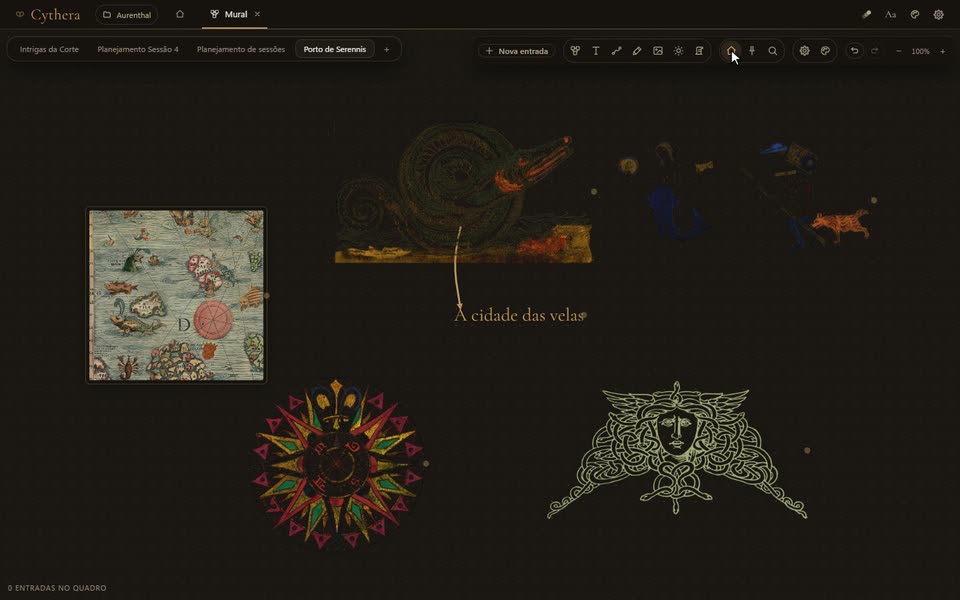 Cythera
Aurenthal
Mural
Aa
Intrigas da Corte
Planejamento Sessão 4
Planejamento de sessões
Porto de Serennis
+
+ Nova entrada
T
− 100% +
D
A cidade das velas
0 ENTRADAS NO QUADRO